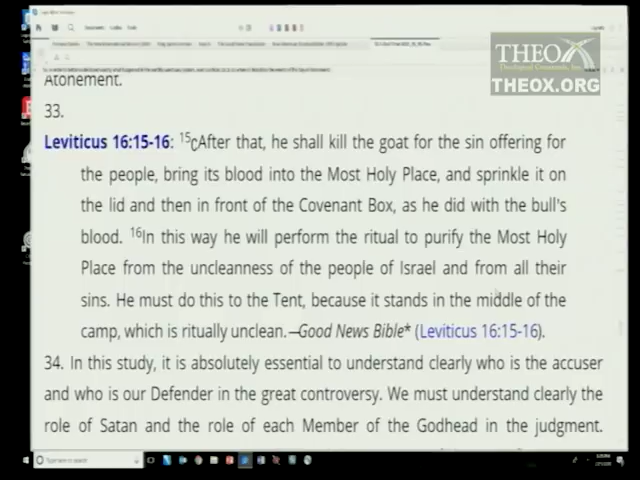 THEOX
THEOX.ORG
Atonement.
33.
Leviticus 16:15-16: ¹⁵CAfter that, he shall kill the goat for the sin offering for
the people, bring its blood into the Most Holy Place, and sprinkle it on
the lid and then in front of the Covenant Box, as he did with the bull's
blood. ¹⁶In this way he will perform the ritual to purify the Most Holy
Place from the uncleanness of the people of Israel and from all their
sins. He must do this to the Tent, because it stands in the middle of the
camp, which is ritually unclean.—Good News Bible* (Leviticus 16:15-16).
34. In this study, it is absolutely essential to understand clearly who is the accuser
and who is our Defender in the great controversy. We must understand clearly the
role of Satan and the role of each Member of the Godhead in the judgment.
Type here to search